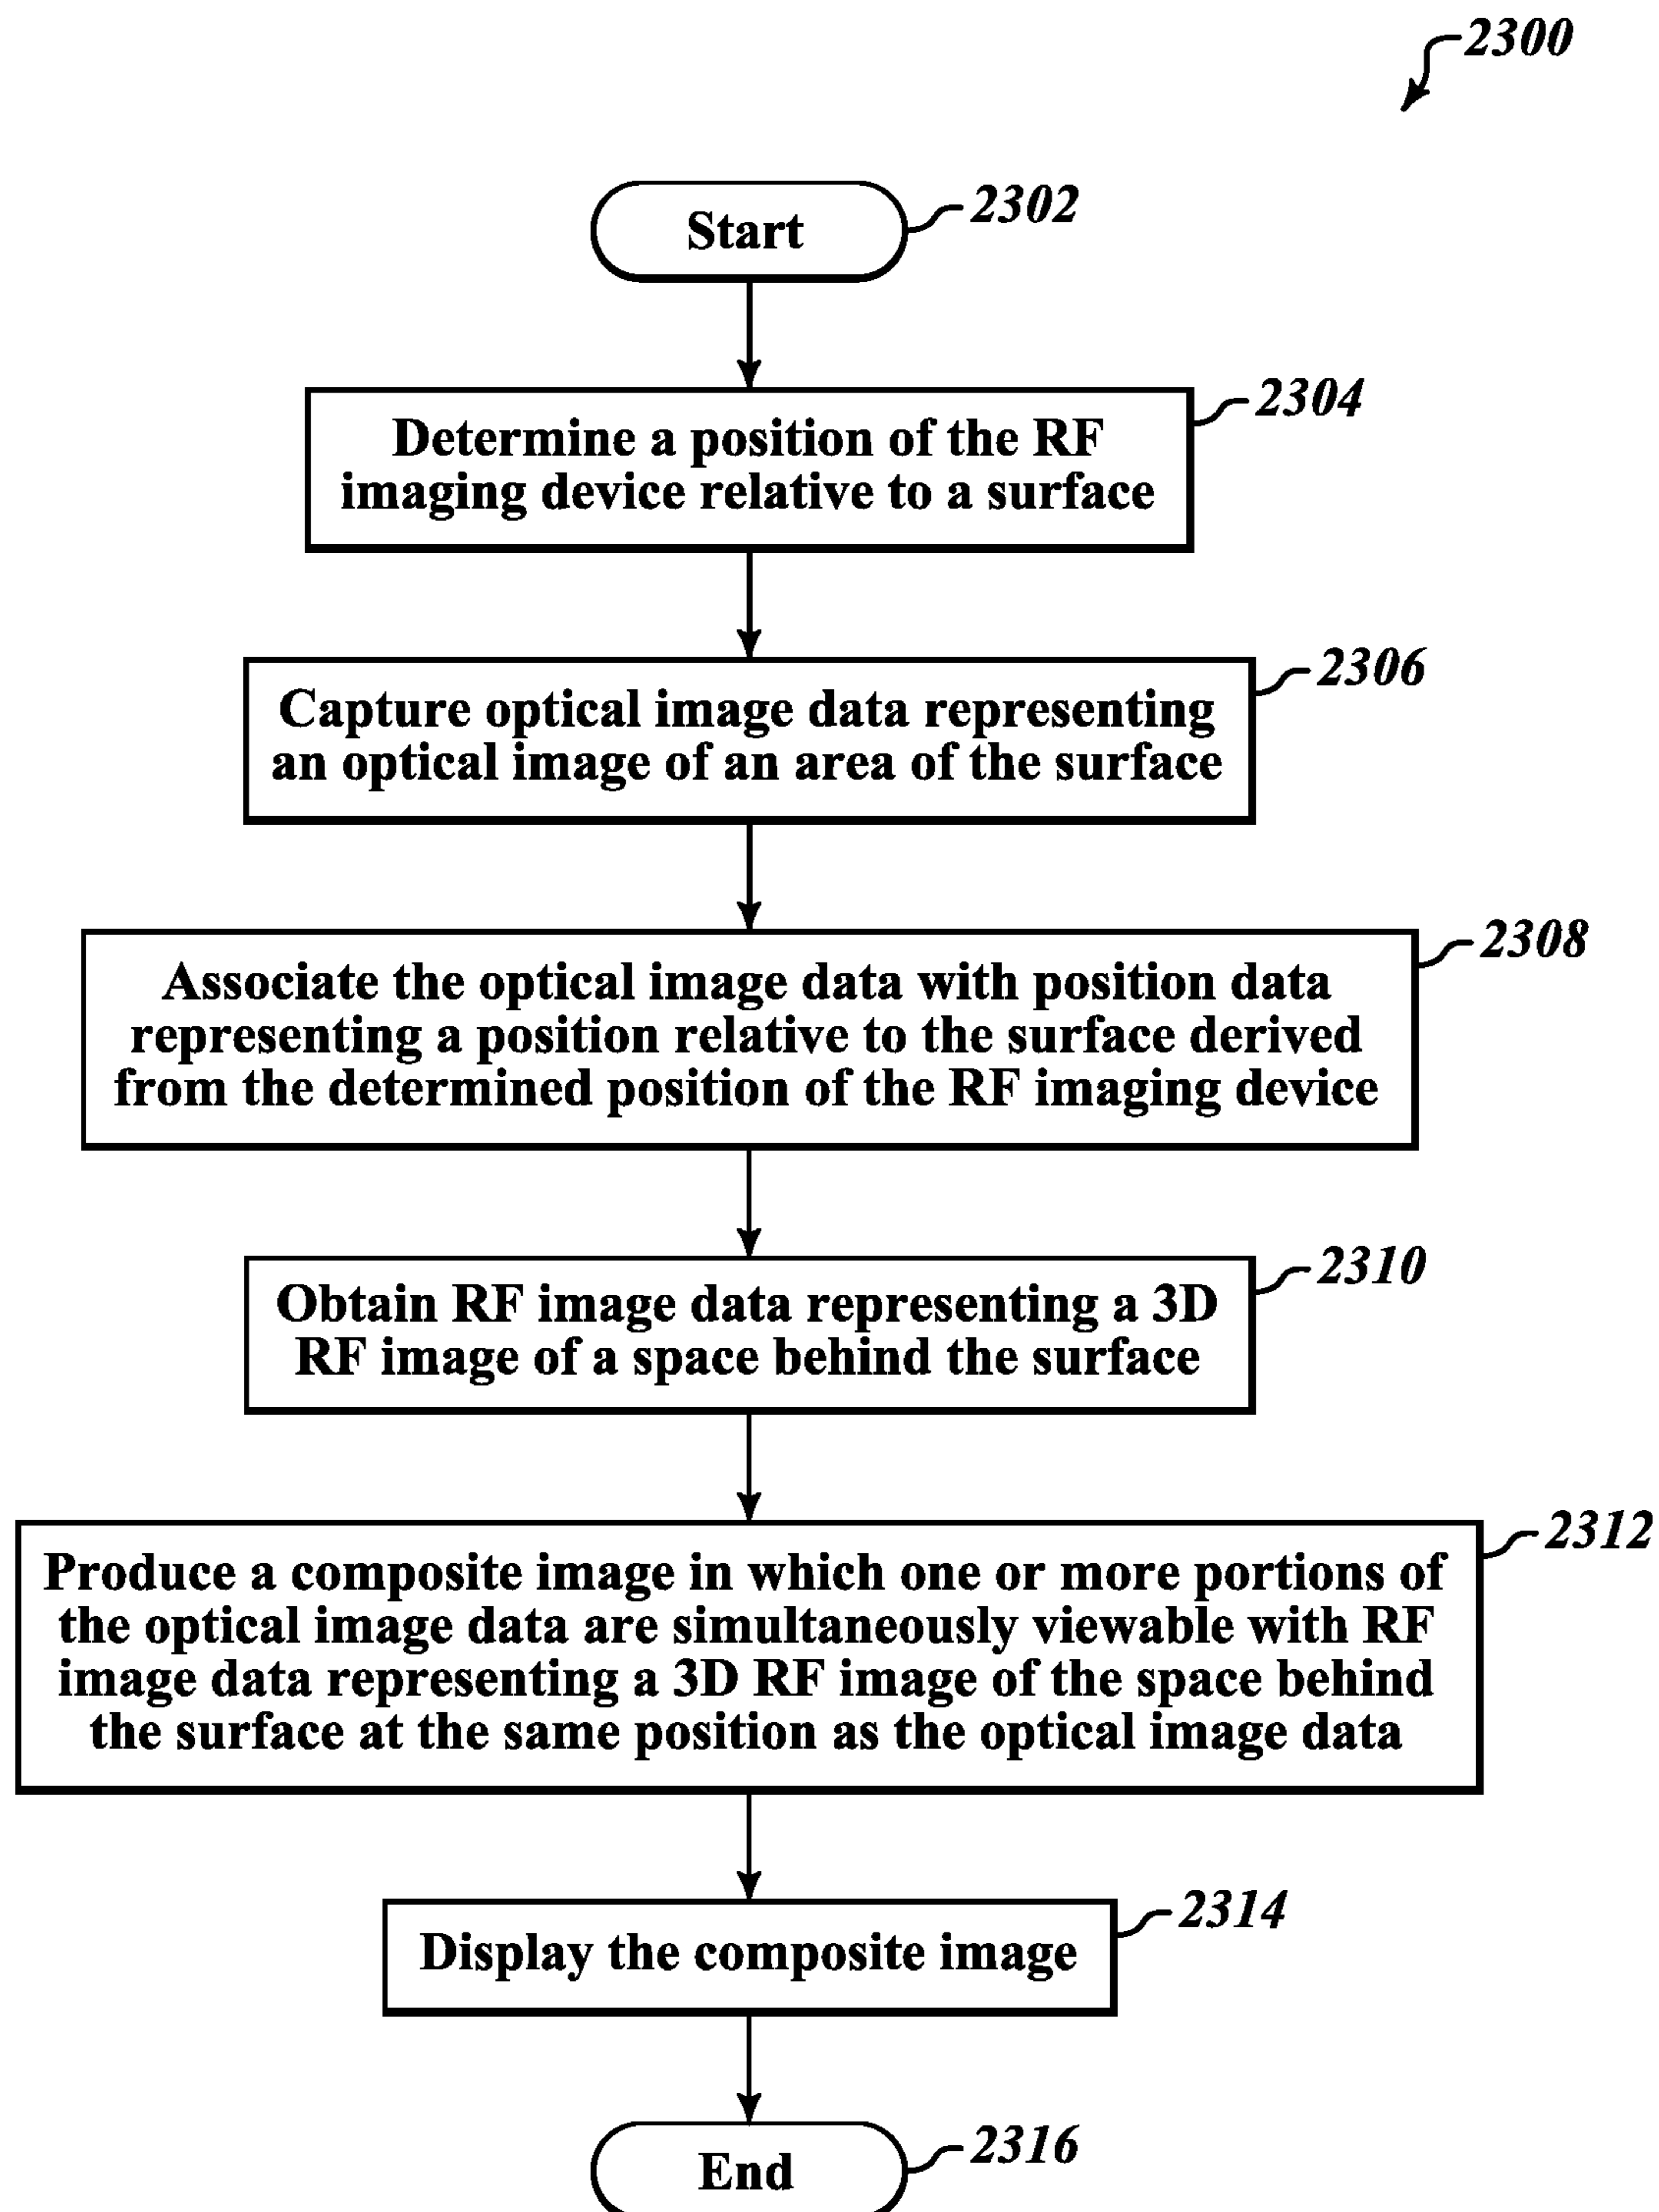 2300
Start
2302
Determine a position of the RF
imaging device relative to a surface
2304
Capture optical image data representing
an optical image of an area of the surface
2306
Associate the optical image data with position data
representing a position relative to the surface derived
from the determined position of the RF imaging device
2308
Obtain RF image data representing a 3D
RF image of a space behind the surface
2310
Produce a composite image in which one or more portions of
the optical image data are simultaneously viewable with RF
image data representing a 3D RF image of the space behind
the surface at the same position as the optical image data
2312
Display the composite image
2314
End
2316